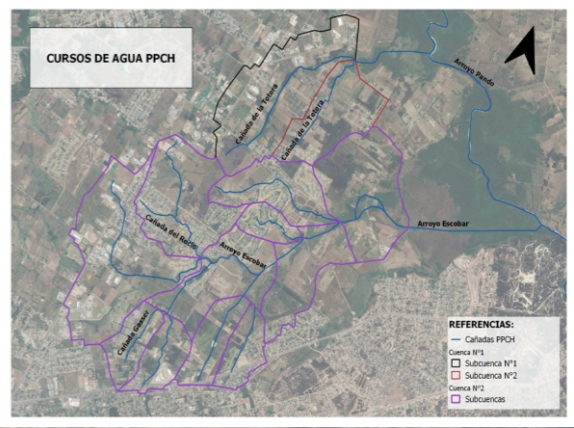 CURSOS DE AGUA PPCH
Arroyo Pando
Cañada de la Totora
Cañada de la Totora
Cañada del Rocío
Arroyo Escobar
Arroyo Escobar
Cañada Gasser
REFERENCIAS:
Cañadas PPCH
Cuenca N°1
Subcuenca N°1
Subcuenca N°2
Cuenca N°2
Subcuencas